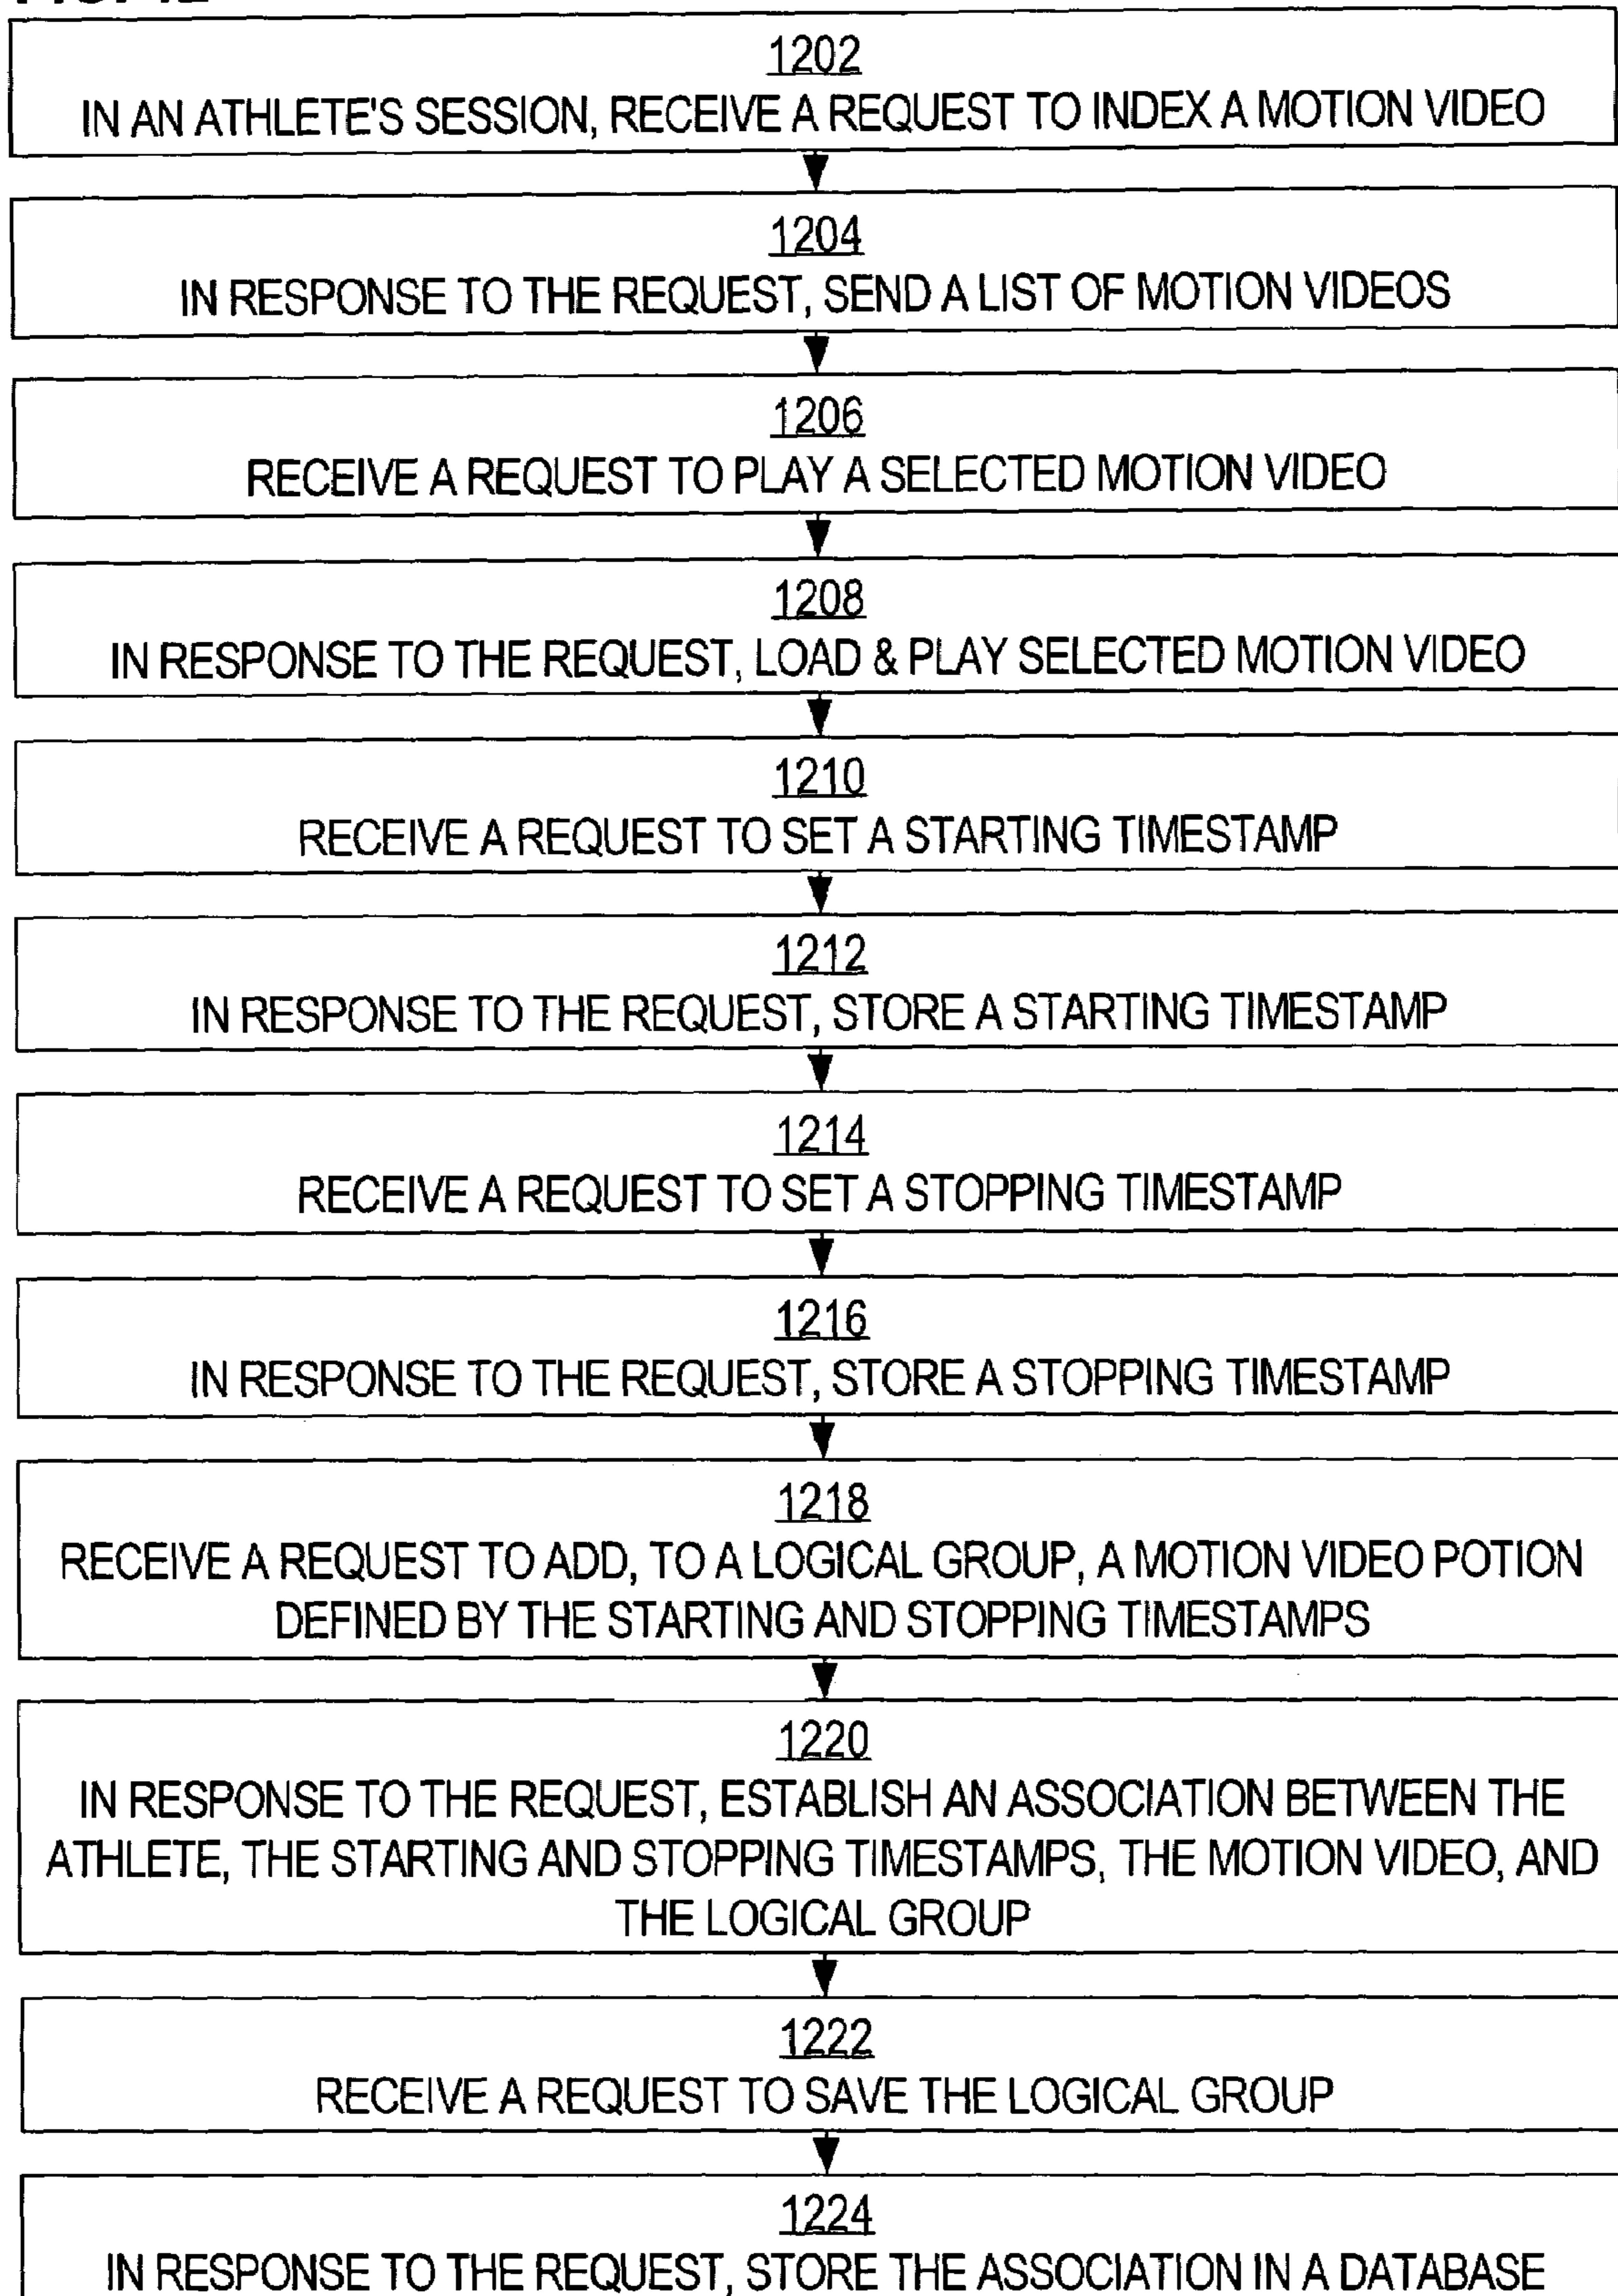 1202
IN AN ATHLETE'S SESSION, RECEIVE A REQUEST TO INDEX A MOTION VIDEO
1204
IN RESPONSE TO THE REQUEST, SEND A LIST OF MOTION VIDEOS
1206
RECEIVE A REQUEST TO PLAY A SELECTED MOTION VIDEO
1208
IN RESPONSE TO THE REQUEST, LOAD & PLAY SELECTED MOTION VIDEO
1210
RECEIVE A REQUEST TO SET A STARTING TIMESTAMP
1212
IN RESPONSE TO THE REQUEST, STORE A STARTING TIMESTAMP
1214
RECEIVE A REQUEST TO SET A STOPPING TIMESTAMP
1216
IN RESPONSE TO THE REQUEST, STORE A STOPPING TIMESTAMP
1218
RECEIVE A REQUEST TO ADD, TO A LOGICAL GROUP, A MOTION VIDEO POTION
DEFINED BY THE STARTING AND STOPPING TIMESTAMPS
1220
IN RESPONSE TO THE REQUEST, ESTABLISH AN ASSOCIATION BETWEEN THE
ATHLETE, THE STARTING AND STOPPING TIMESTAMPS, THE MOTION VIDEO, AND
THE LOGICAL GROUP
1222
RECEIVE A REQUEST TO SAVE THE LOGICAL GROUP
1224
IN RESPONSE TO THE REQUEST, STORE THE ASSOCIATION IN A DATABASE